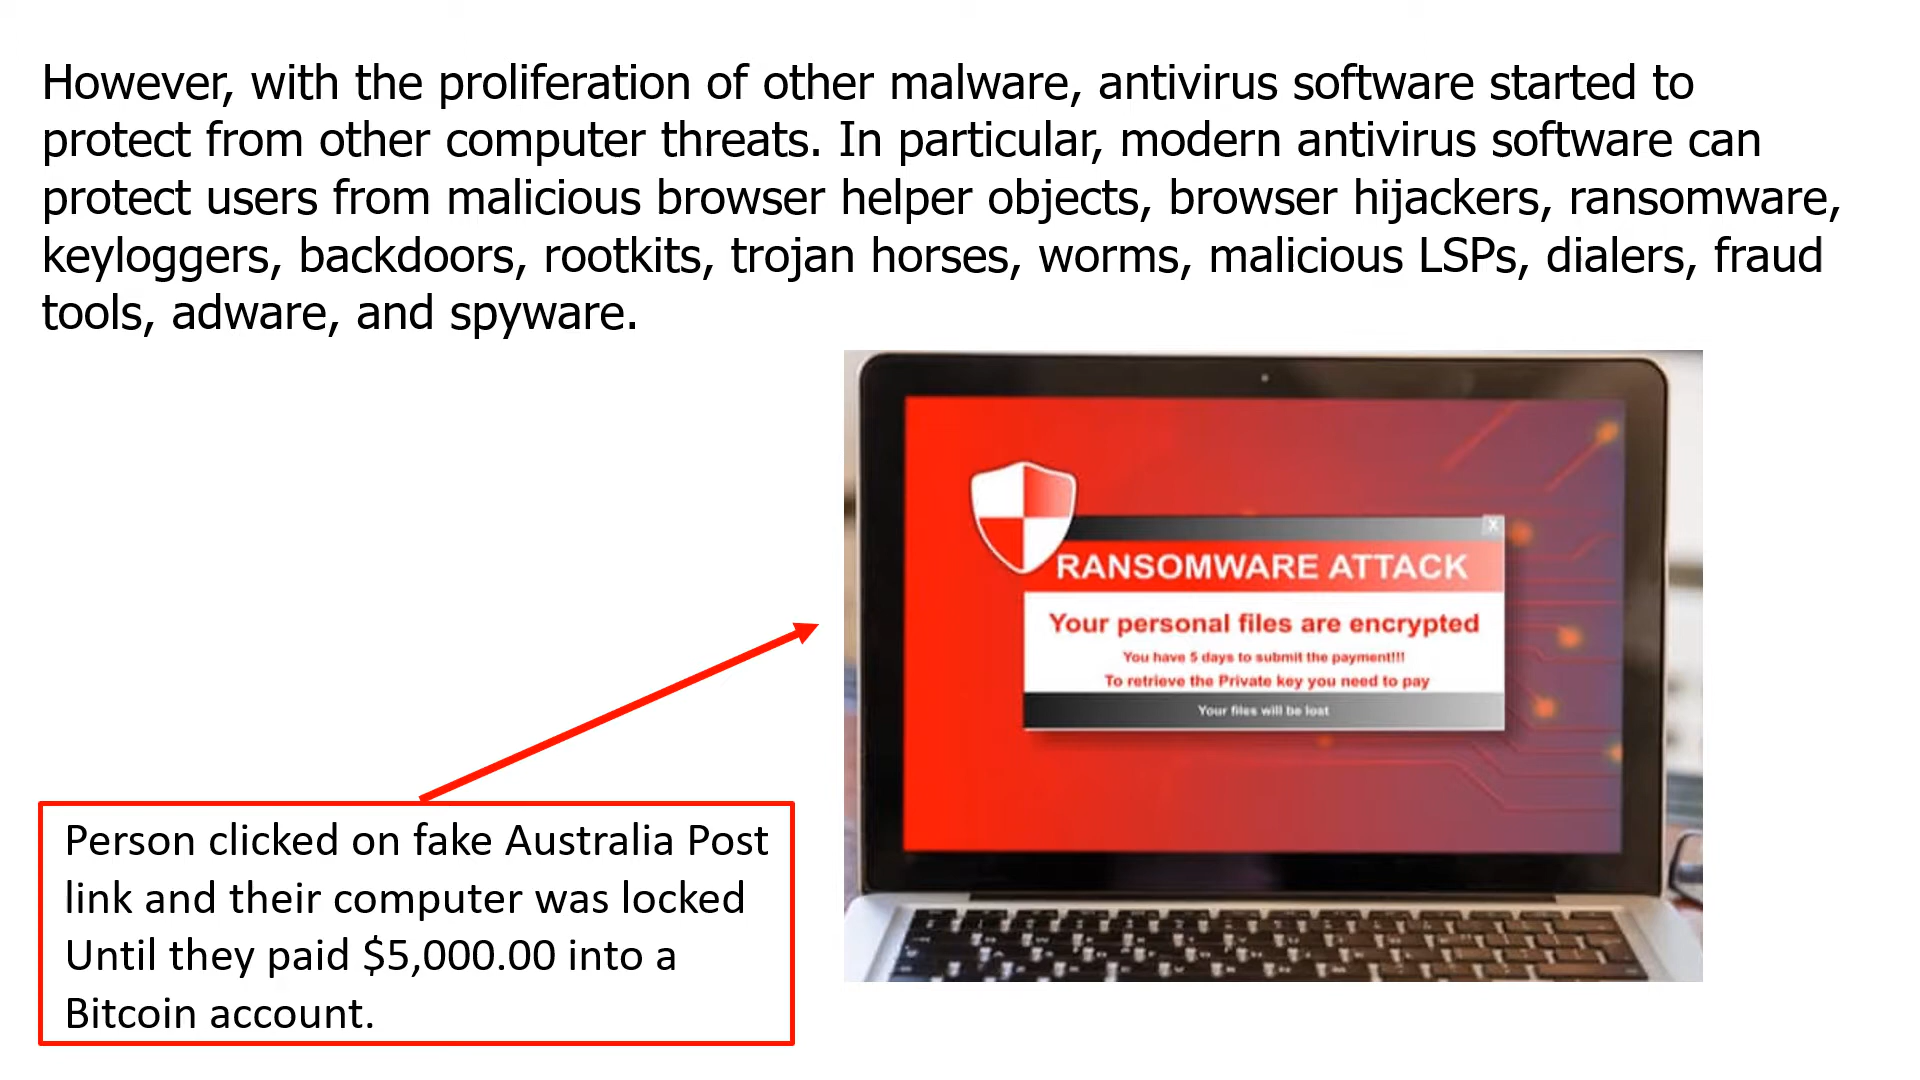 However, with the proliferation of other malware, antivirus software started to
protect from other computer threats. In particular, modern antivirus software can
protect users from malicious browser helper objects, browser hijackers, ransomware,
keyloggers, backdoors, rootkits, trojan horses, worms, malicious LSPs, dialers, fraud
tools, adware, and spyware.
X
RANSOMWARE ATTACK
Your personal files are encrypted
You have 5 days to submit the payment!!!
To retrieve the Private key you need to pay
Your files will be lost
Person clicked on fake Australia Post
link and their computer was locked
Until they paid $5,000.00 into a
Bitcoin account.